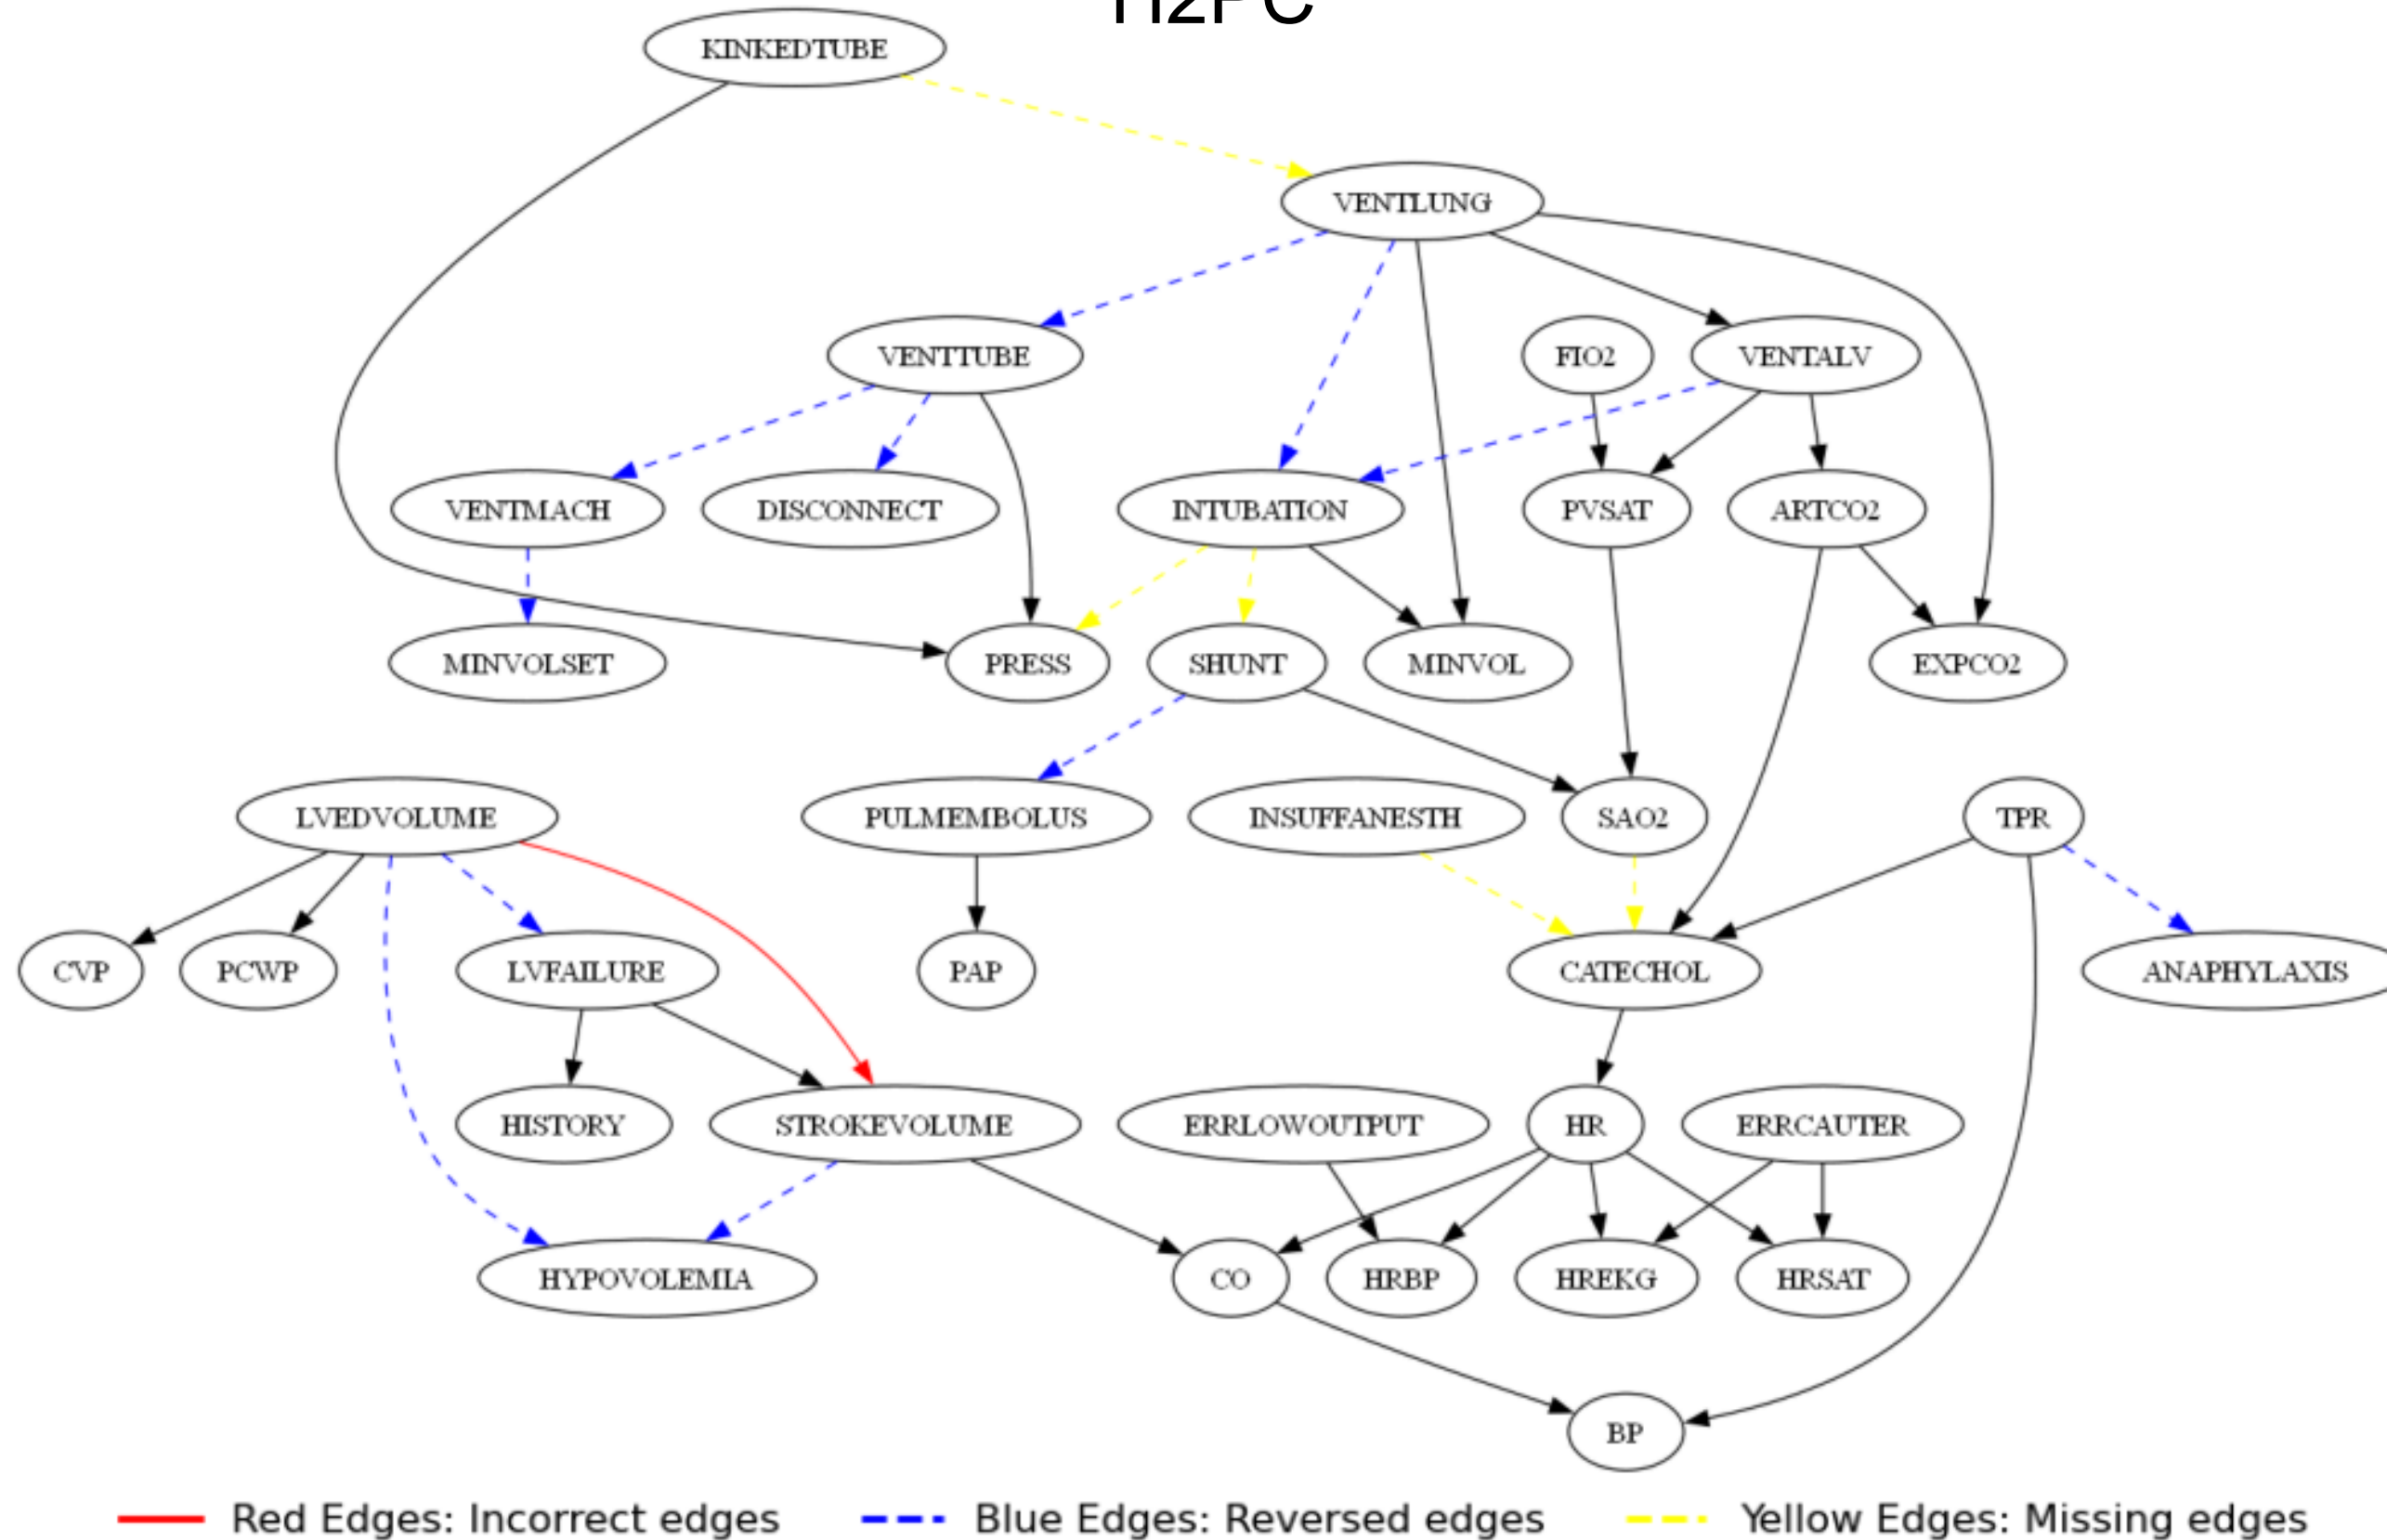 H2PC
KINKEDTUBE
VENTLUNG
VENTTUBE
FIO2
VENTALV
VENTMACH
DISCONNECT
INTUBATION
PVSAT
ARTCO2
MINVOLSET
PRESS
SHUNT
MINVOL
EXPCO2
LVEDVOLUME
PULMEMBOLUS
INSUFFANESTH
SAO2
TPR
CVP
PCWP
LVFAILURE
PAP
CATECHOL
ANAPHYLAXIS
HISTORY
STROKEVOLUME
ERRLOWOUTPUT
HR
ERRCAUTER
HYPOVOLEMIA
CO
HRBP
HREKG
HRSAT
BP
Red Edges: Incorrect edges
Blue Edges: Reversed edges
Yellow Edges: Missing edges